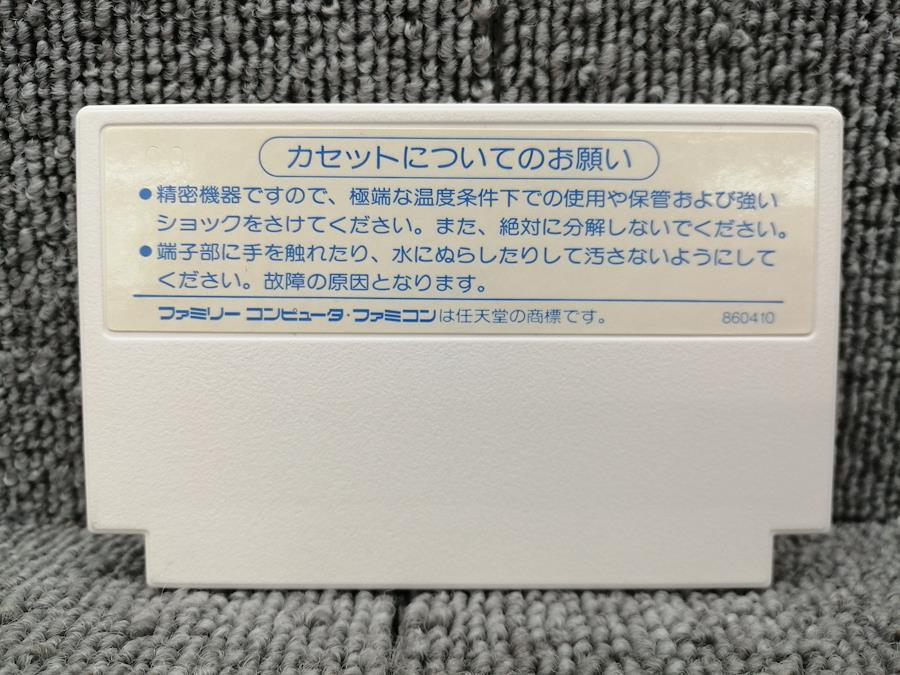 カセットについてのお願い
●精密機器ですので、極端な温度条件下での使用や保管および強い
ショックをさけてください。また、絶対に分解しないでください。
●端子部に手を触れたり、水にぬらしたりして汚さないようにして
ください。故障の原因となります。
ファミリー コンピュータ・ファミコンは任天堂の商標です。 860410